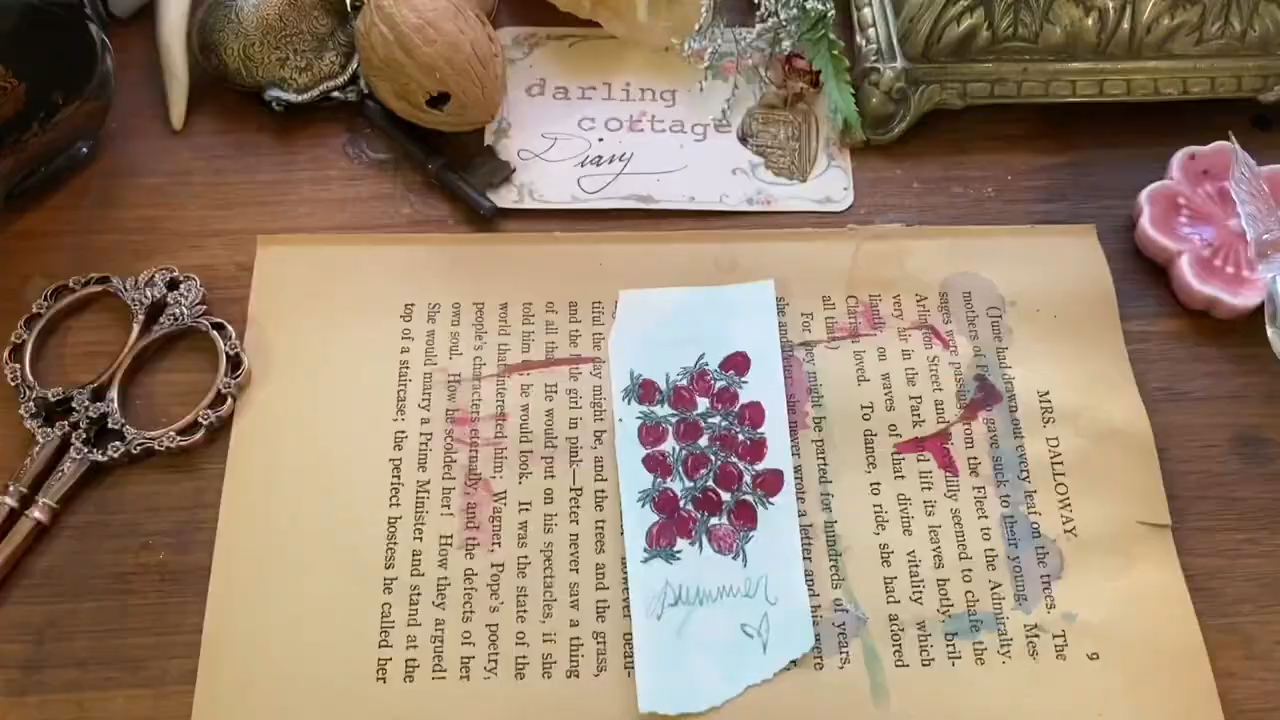 darling
cottage
Diary
9
MRS. DALLOWAY
(June had drawn out every leaf on the trees. The
mothers of gave suck to their young. Mes-
sages were passing from the Fleet to the Admiralty.
Arlington Street and Piccadilly seemed to chafe the
very air in the Park and lift its leaves hotly, bril-
liantly on waves of that divine vitality which
Clarissa loved. To dance, to ride, she had adored
all that.)
For they might be parted for hundreds of years,
she and Peter; she never wrote a letter and his were
summer
beau-
tiful the day might be, and the trees and the grass,
and the little girl in pink—Peter never saw a thing
of all that. He would put on his spectacles, if she
told him he would look. It was the state of the
world that interested him; Wagner, Pope's poetry,
people's characters eternally, and the defects of her
own soul. How he scolded her! How they argued!
She would marry a Prime Minister and stand at the
top of a staircase; the perfect hostess he called her